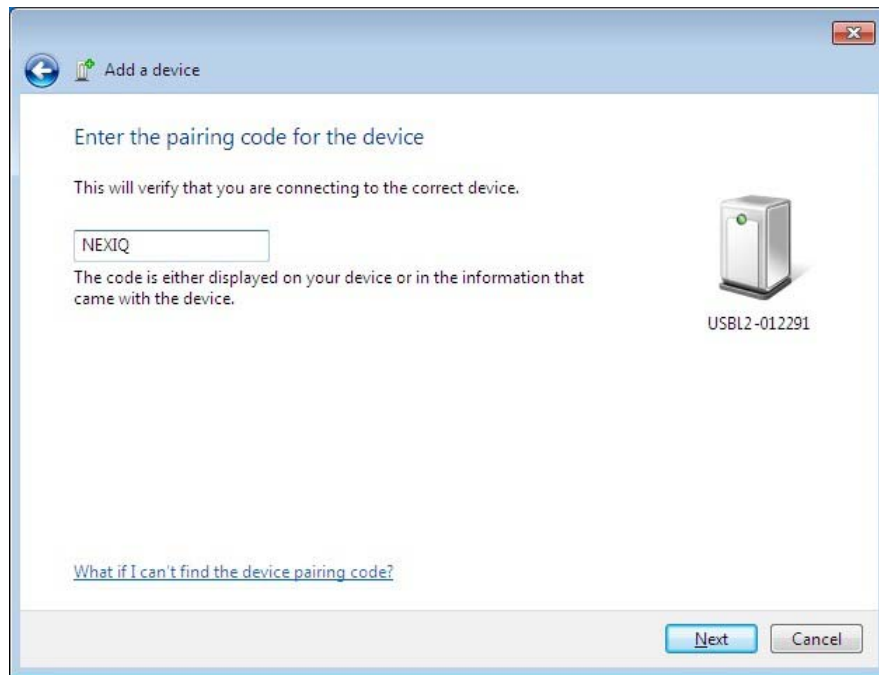 Add a device
Enter the pairing code for the device
This will verify that you are connecting to the correct device.
NEXIQ
The code is either displayed on your device or in the information that
came with the device.
USBL2-012291
What if I can't find the device pairing code?
Next
Cancel